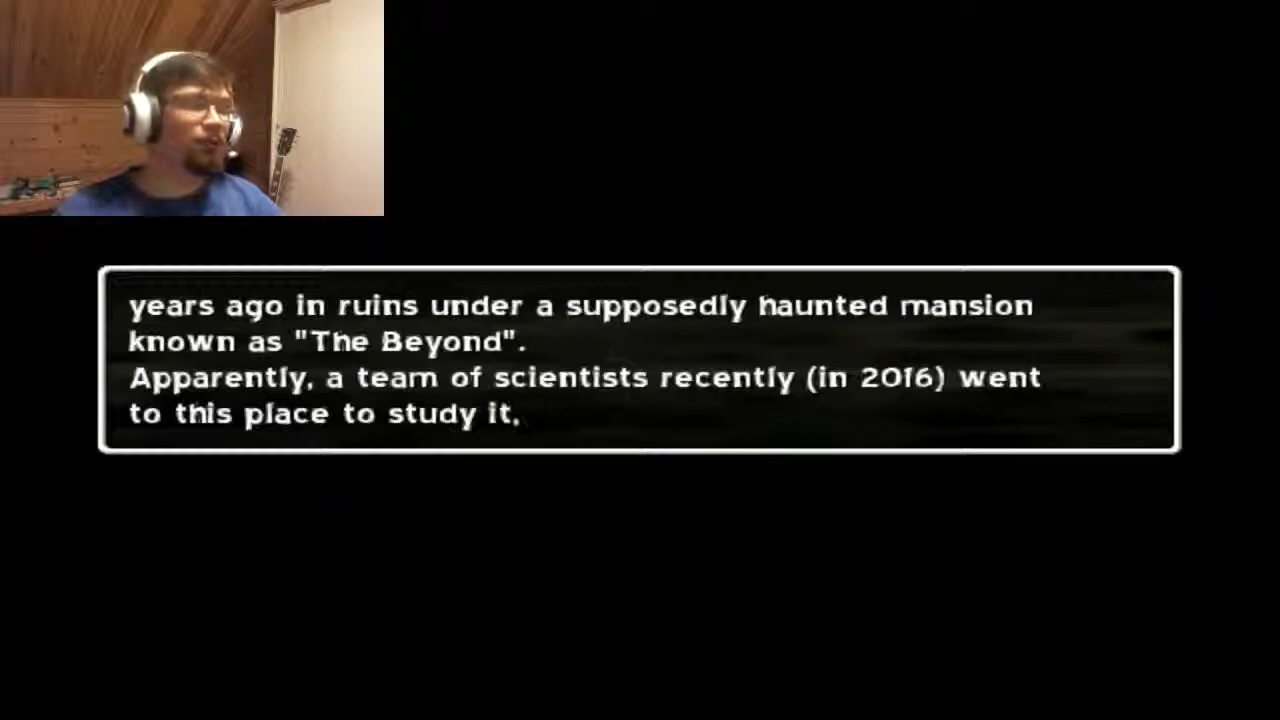 years ago in ruins under a supposedly haunted mansion
known as "The Beyond".
Apparently, a team of scientists recently (in 2016) went
to this place to study it,